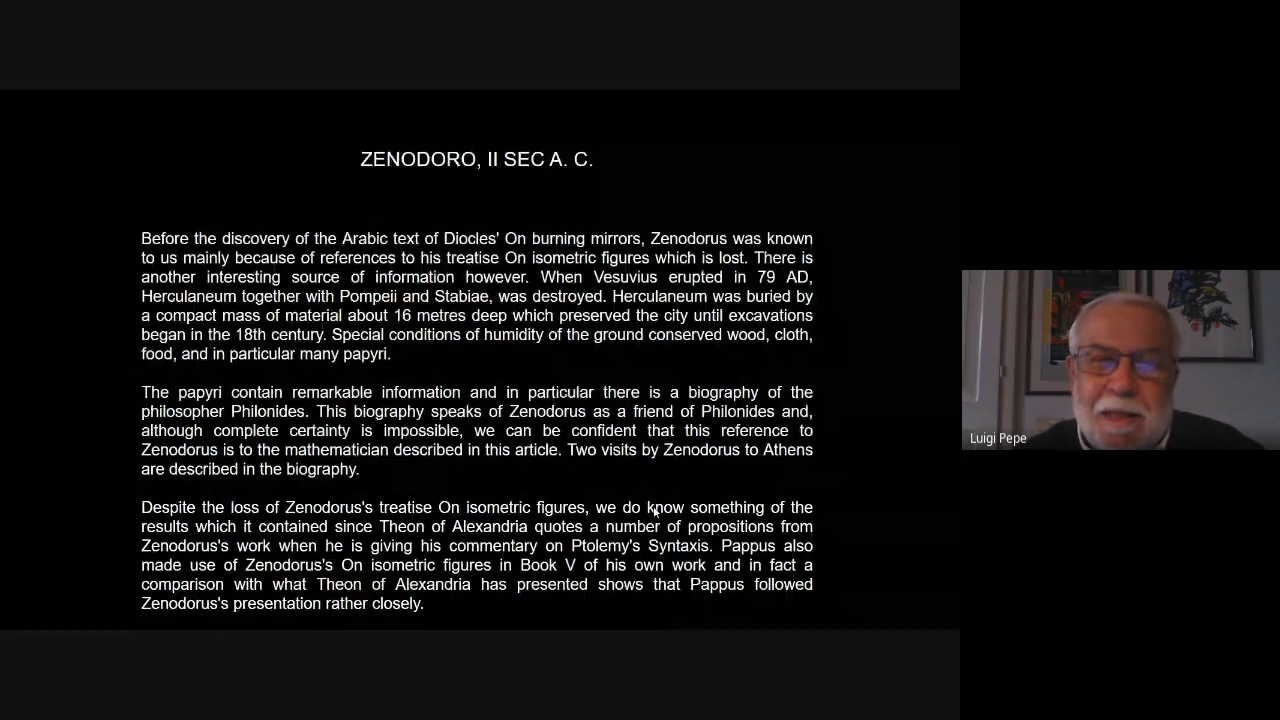 ZENODORO, II SEC A. C.
Before the discovery of the Arabic text of Diocles' On burning mirrors, Zenodorus was known
to us mainly because of references to his treatise On isometric figures which is lost. There is
another interesting source of information however. When Vesuvius erupted in 79 AD,
Herculaneum together with Pompeii and Stabiae, was destroyed. Herculaneum was buried by
a compact mass of material about 16 metres deep which preserved the city until excavations
began in the 18th century. Special conditions of humidity of the ground conserved wood, cloth,
food, and in particular many papyri.
The papyri contain remarkable information and in particular there is a biography of the
philosopher Philonides. This biography speaks of Zenodorus as a friend of Philonides and,
although complete certainty is impossible, we can be confident that this reference to
Zenodorus is to the mathematician described in this article. Two visits by Zenodorus to Athens
are described in the biography.
Despite the loss of Zenodorus's treatise On isometric figures, we do know something of the
results which it contained since Theon of Alexandria quotes a number of propositions from
Zenodorus's work when he is giving his commentary on Ptolemy's Syntaxis. Pappus also
made use of Zenodorus's On isometric figures in Book V of his own work and in fact a
comparison with what Theon of Alexandria has presented shows that Pappus followed
Zenodorus's presentation rather closely.
Luigi Pepe